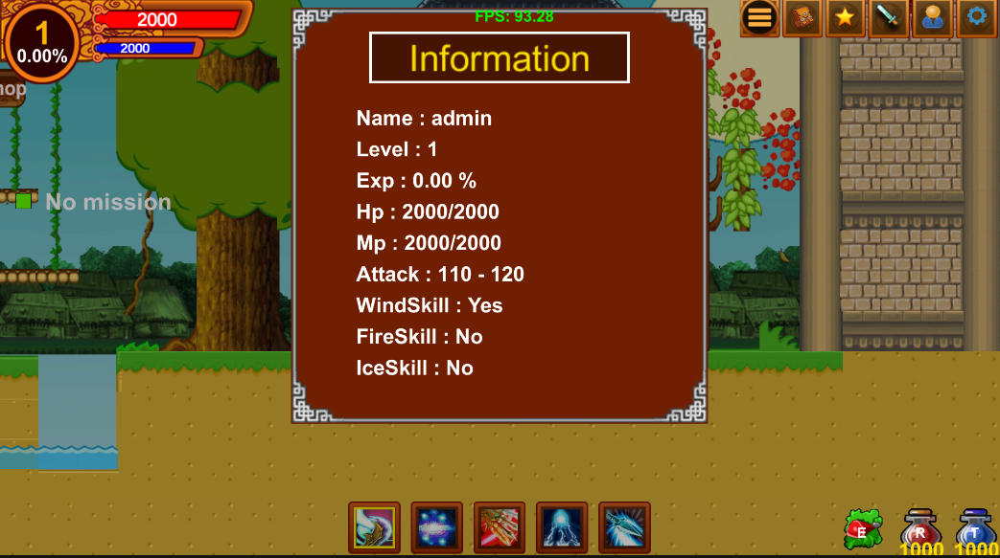 FPS: 93.28
1
0.00%
2000
2000
hop
No mission
Information
Name : admin
Level : 1
Exp : 0.00 %
Hp : 2000/2000
Mp : 2000/2000
Attack : 110 - 120
WindSkill : Yes
FireSkill : No
IceSkill : No
E
R
T
1000
1000